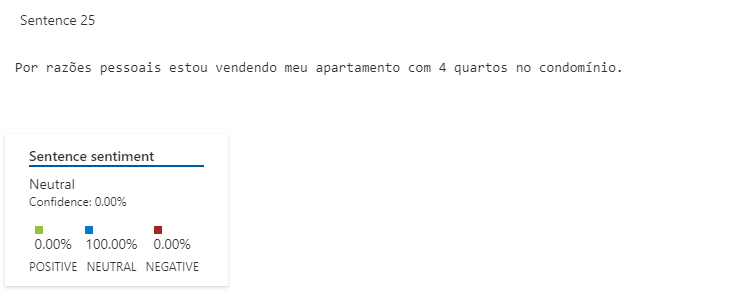 Sentence 25
Por razões pessoais estou vendendo meu apartamento com 4 quartos no condomínio.
Sentence sentiment
Neutral
Confidence: 0.00%
0.00% 100.00% 0.00%
POSITIVE NEUTRAL NEGATIVE